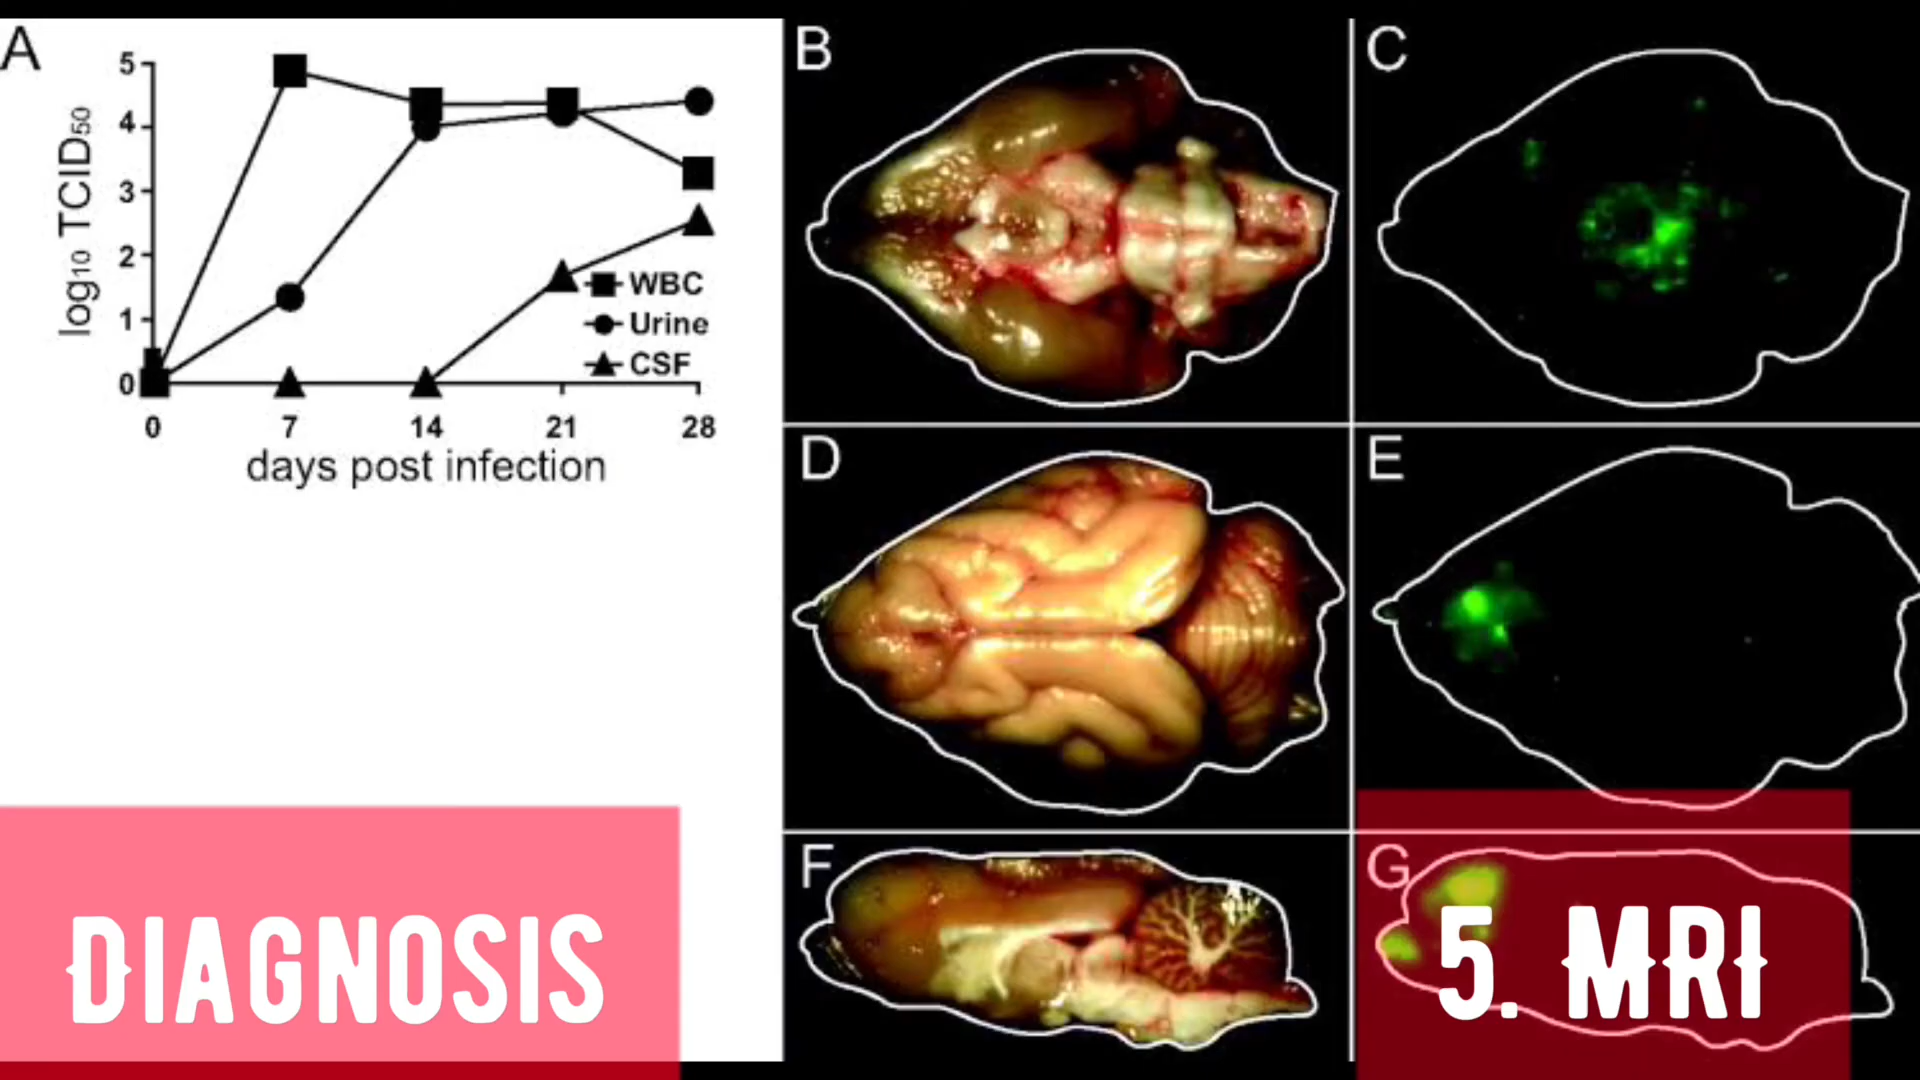 A
5
4
3
2
1
0
log10 TCID50
0 7 14 21 28
days post infection
WBC
Urine
CSF
B
C
D
E
F
G
DIAGNOSIS
5. MRI